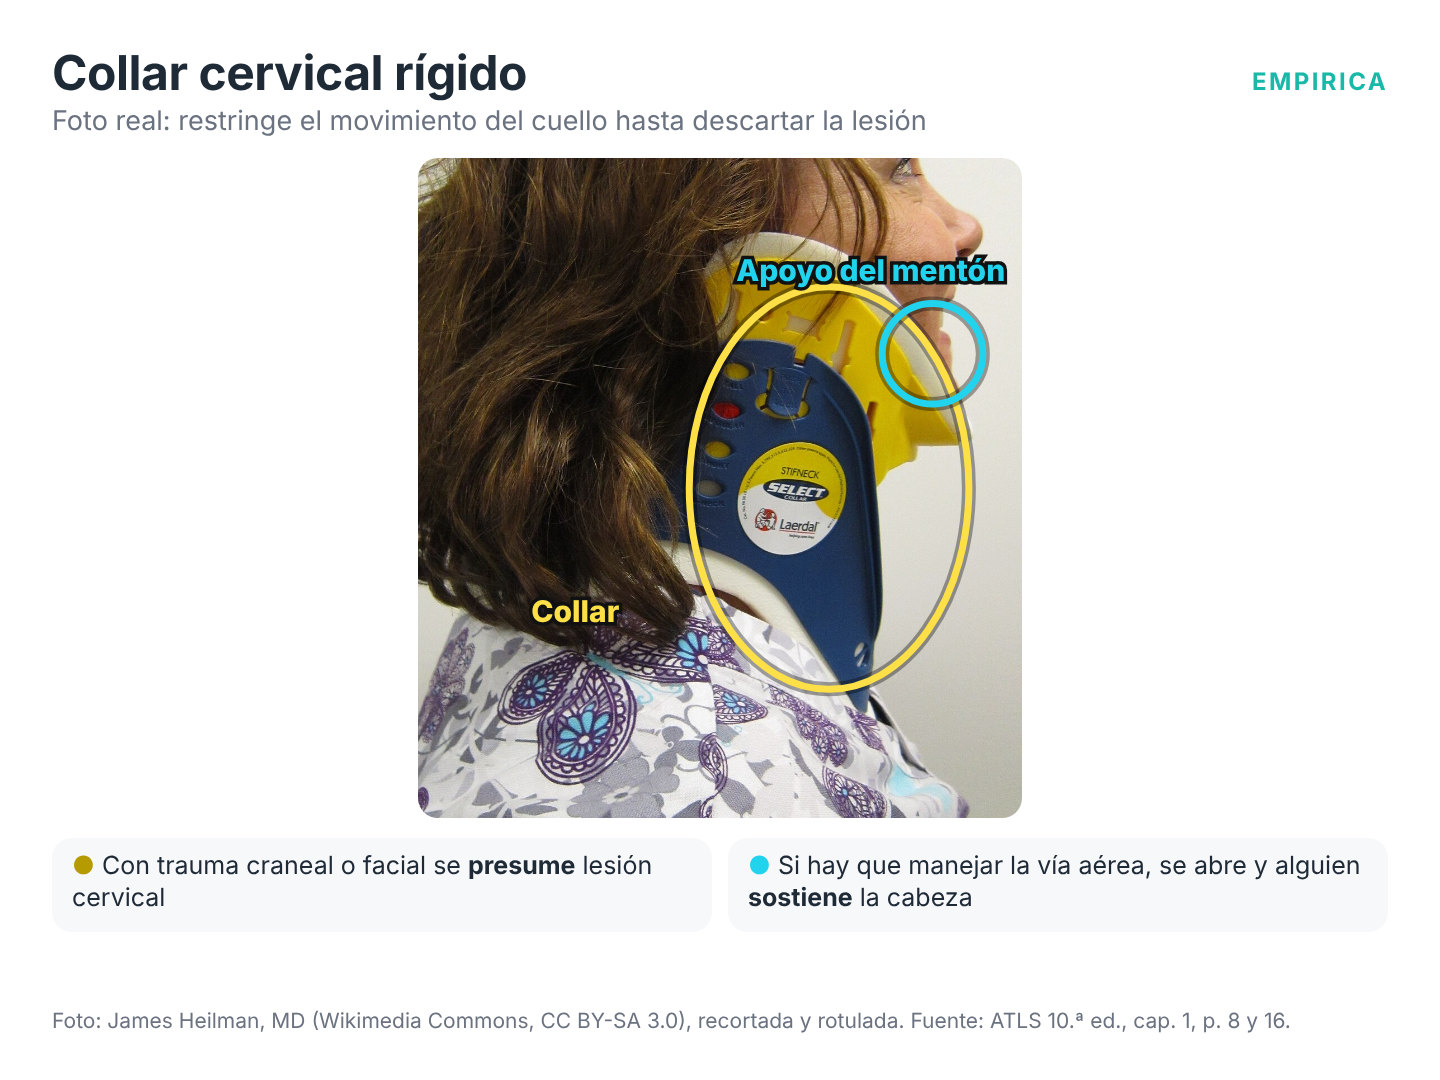 Collar cervical rígido
EMPIRICA
Foto real: restringe el movimiento del cuello hasta descartar la lesión
Apoyo del mentón
STIFNECK
SELECT
COLLAR
Laerdal
Collar
Con trauma craneal o facial se presume lesión
cervical
Si hay que manejar la vía aérea, se abre y alguien
sostiene la cabeza
Foto: James Heilman, MD (Wikimedia Commons, CC BY-SA 3.0), recortada y rotulada. Fuente: ATLS 10.ª ed., cap. 1, p. 8 y 16.